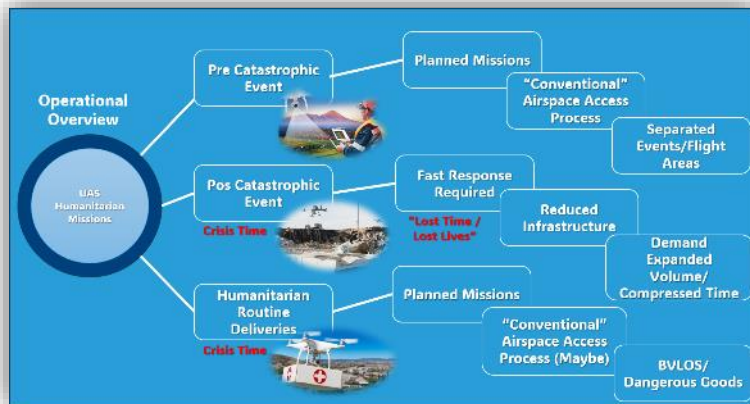 Operational
Overview
UAS
Humanitarian
Missions
Pre Catastrophic
Event
Planned Missions
“Conventional”
Airspace Access
Process
Separated
Events/Flight
Areas
Pos Catastrophic
Event
Crisis Time
Fast Response
Required
"Lost Time /
Lost Lives"
Reduced
Infrastructure
Demand
Expanded
Volume/
Compressed Time
Humanitarian
Routine
Deliveries
Crisis Time
Planned Missions
“Conventional”
Airspace Access
Process (Maybe)
BVLOS/
Dangerous Goods